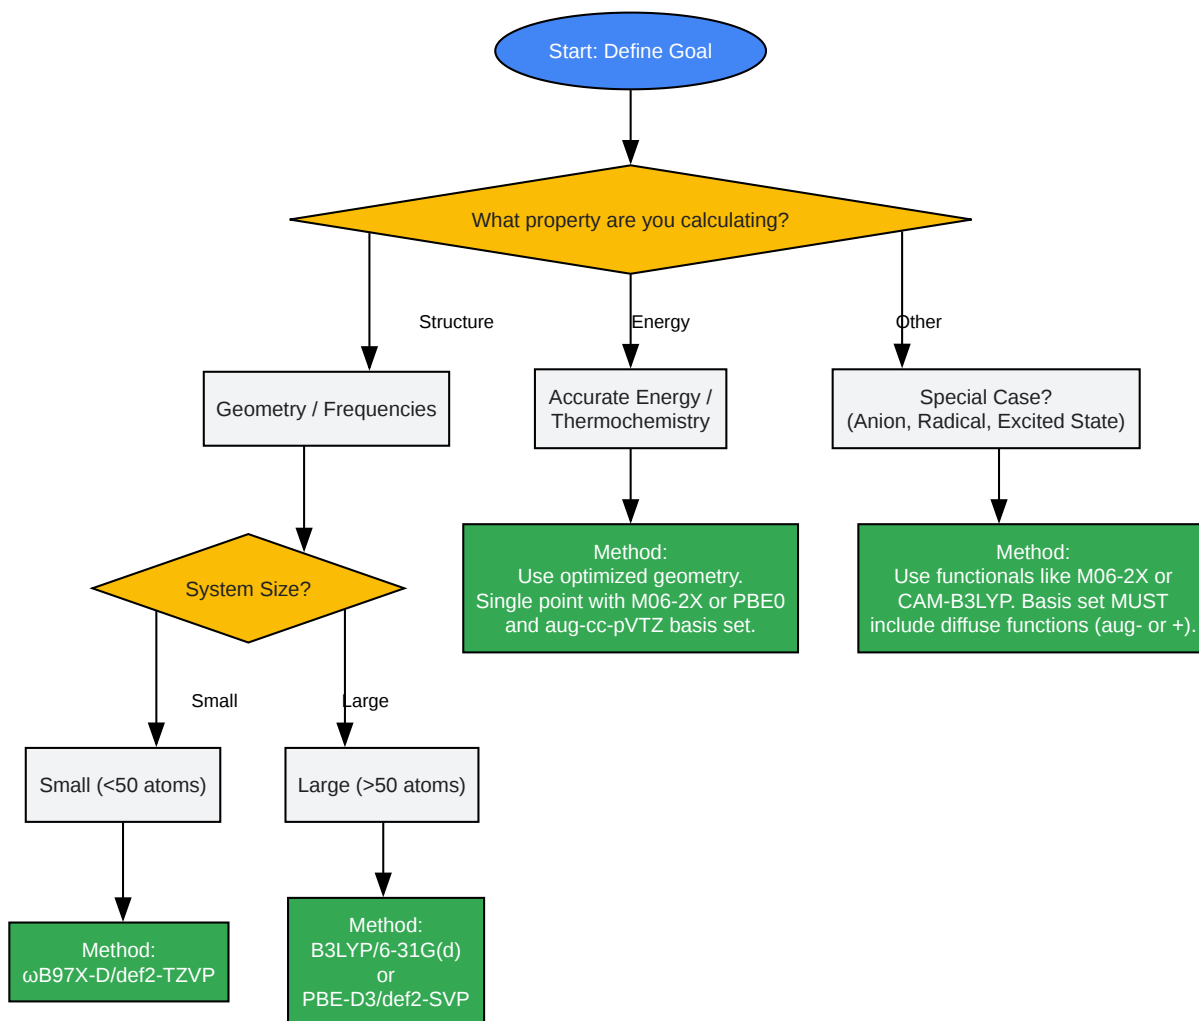 Start: Define Goal
What property are you calculating?
Structure
Energy
Other
Geometry / Frequencies
Accurate Energy /
Thermochemistry
Special Case?
(Anion, Radical, Excited State)
System Size?
Method:
Use optimized geometry.
Single point with M06-2X or PBE0
and aug-cc-pVTZ basis set.
Method:
Use functionals like M06-2X or
CAM-B3LYP. Basis set MUST
include diffuse functions (aug- or +).
Small
Large
Small (<50 atoms)
Large (>50 atoms)
Method:
ωB97X-D/def2-TZVP
Method:
B3LYP/6-31G(d)
or
PBE-D3/def2-SVP